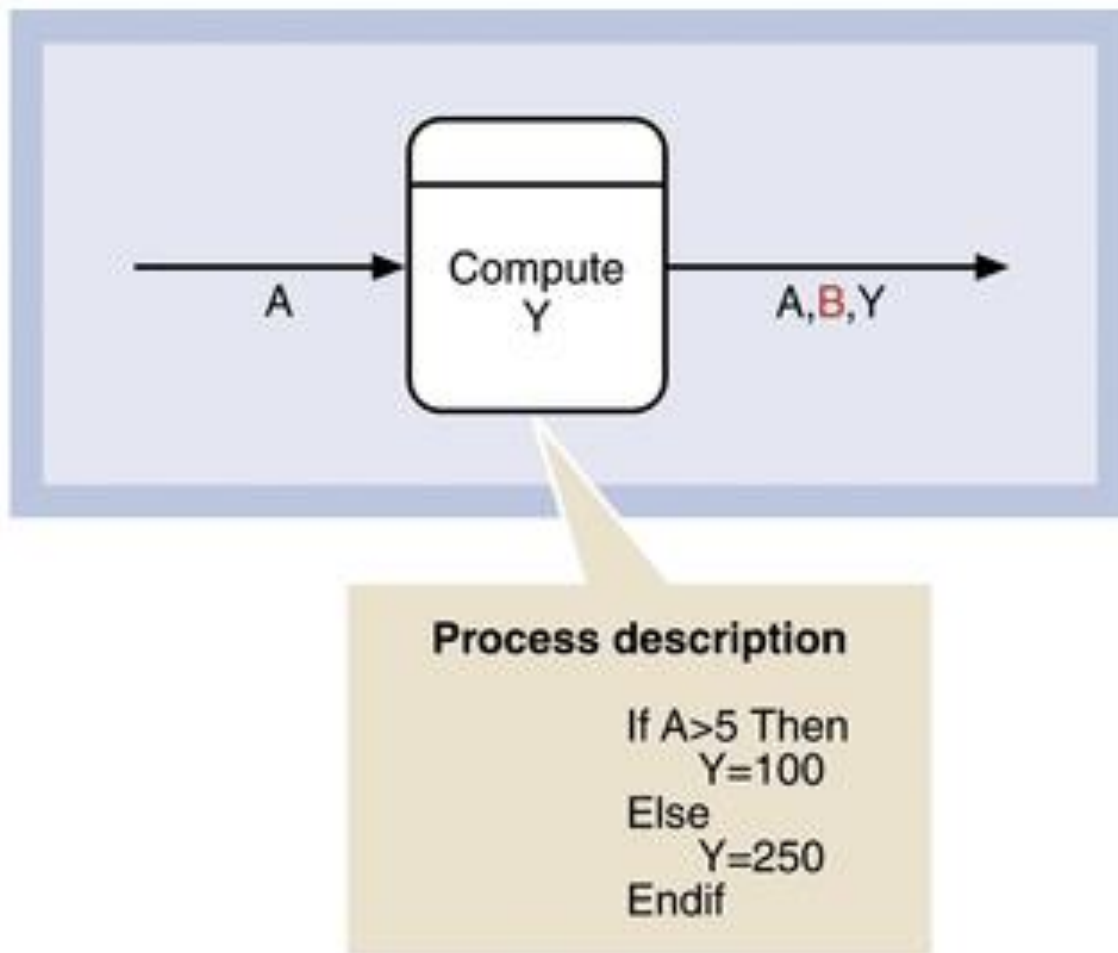 Compute
Y
A
A,B,Y
Process description
If A>5 Then
Y=100
Else
Y=250
Endif